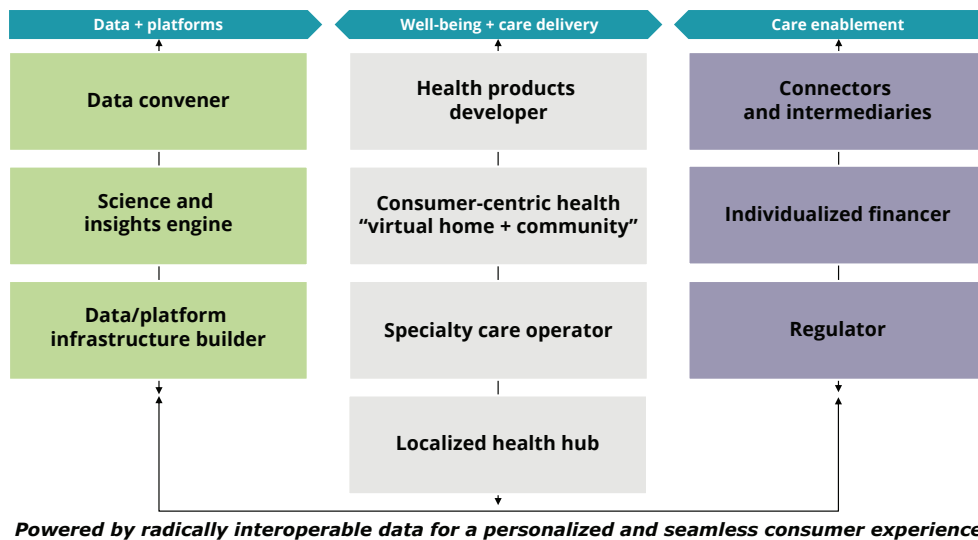 Data + platforms
Well-being + care delivery
Care enablement
Data convener
Health products
developer
Connectors
and intermediaries
Science and
insights engine
Consumer-centric health
“virtual home + community”
Individualized financer
Data/platform
infrastructure builder
Specialty care operator
Regulator
Localized health hub
Powered by radically interoperable data for a personalized and seamless consumer experience